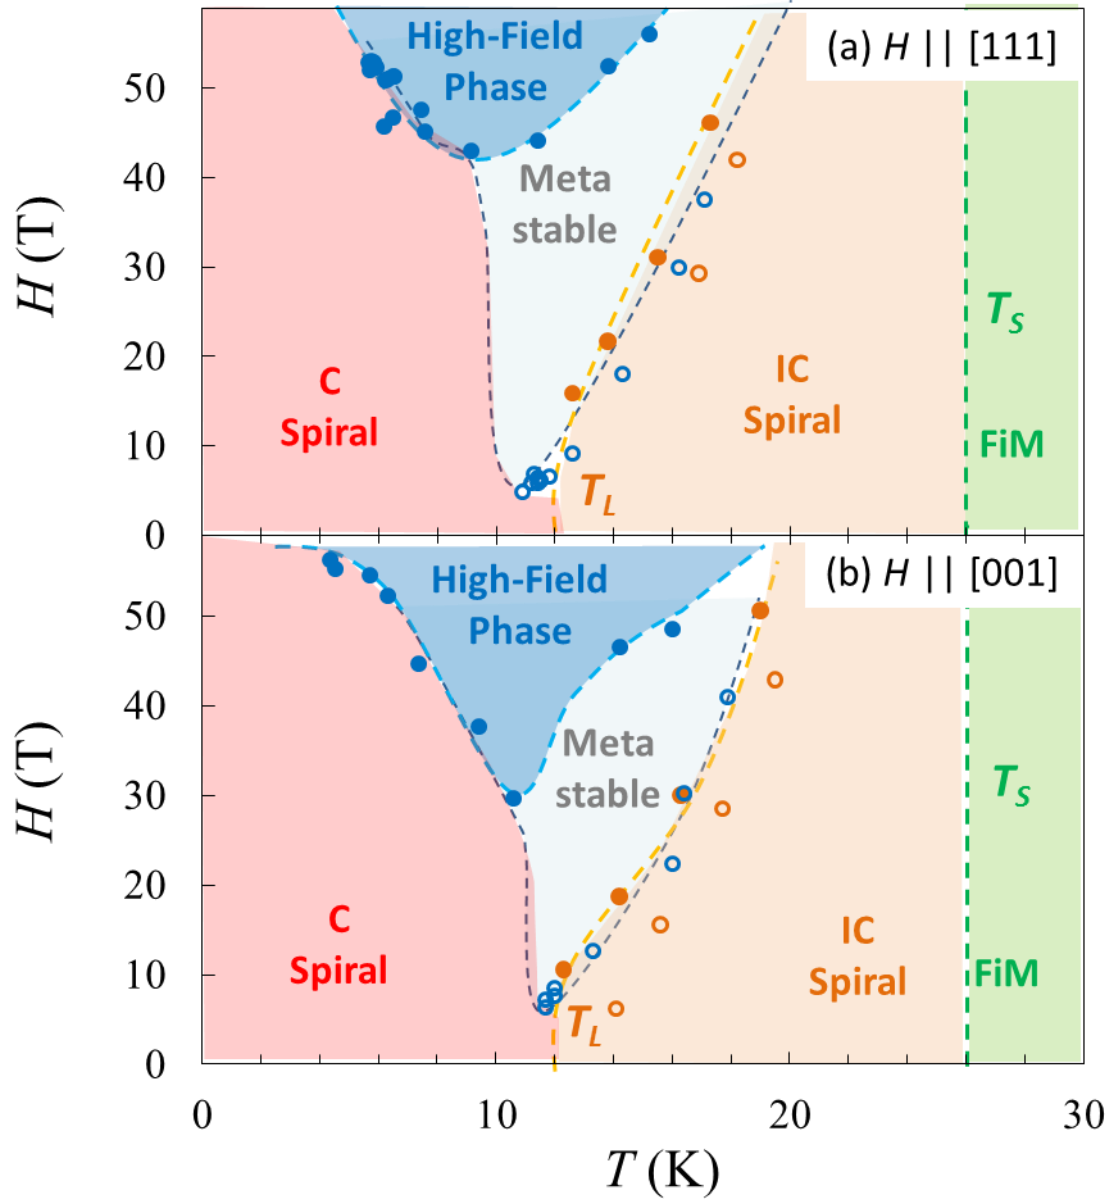 (a) H || [111]
High-Field
Phase
Meta
stable
C
Spiral
IC
Spiral
T_S
FiM
T_L
H (T)
50
40
30
20
10
0
(b) H || [001]
High-Field
Phase
Meta
stable
C
Spiral
IC
Spiral
T_S
FiM
T_L
H (T)
50
40
30
20
10
0
0 10 20 30
T (K)